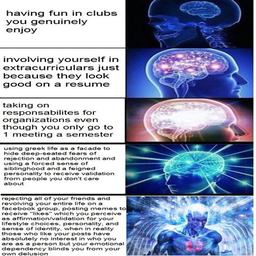 having fun in clubs
you genuinely
enjoy
involving yourself in
extracurriculars just
because they look
good on a resume
taking on
responsabilites for
organizations even
though you only go to
1 meeting a semester
using greek life as a facade to
hide deep-seated fears of
rejection and abandonment and
using a forced sense of
siblinghood and a feigned
personality to receive validation
from people you don't care
about
rejecting all of your friends and
revolving your entire life on a
facebook group, posting memes to
receive "likes" which you perceive
as affirmation/validation for your
lifestyle choices, personality, and
sense of identity, when in reality
those who like your posts have
absolutely no interest in who you
are as a person but your emotional
dependency blinds you from your
own delusion